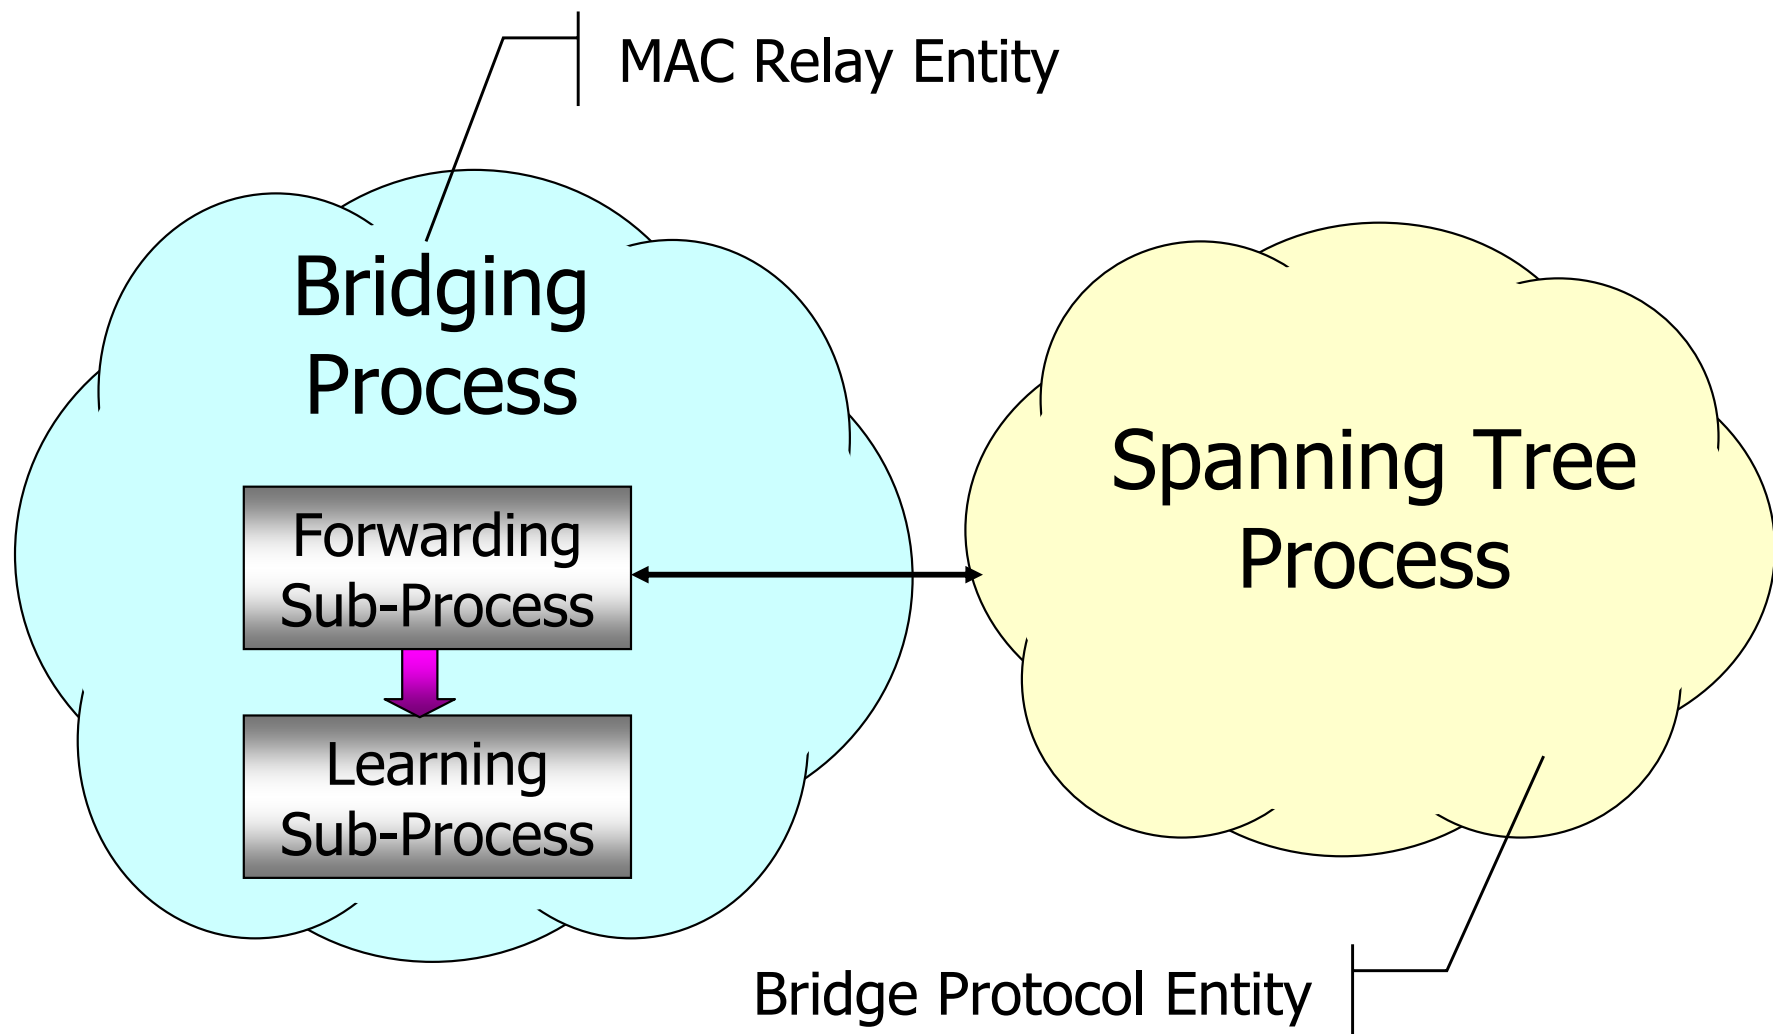 MAC Relay Entity
Bridging
Process
Forwarding
Sub-Process
Learning
Sub-Process
Spanning Tree
Process
Bridge Protocol Entity